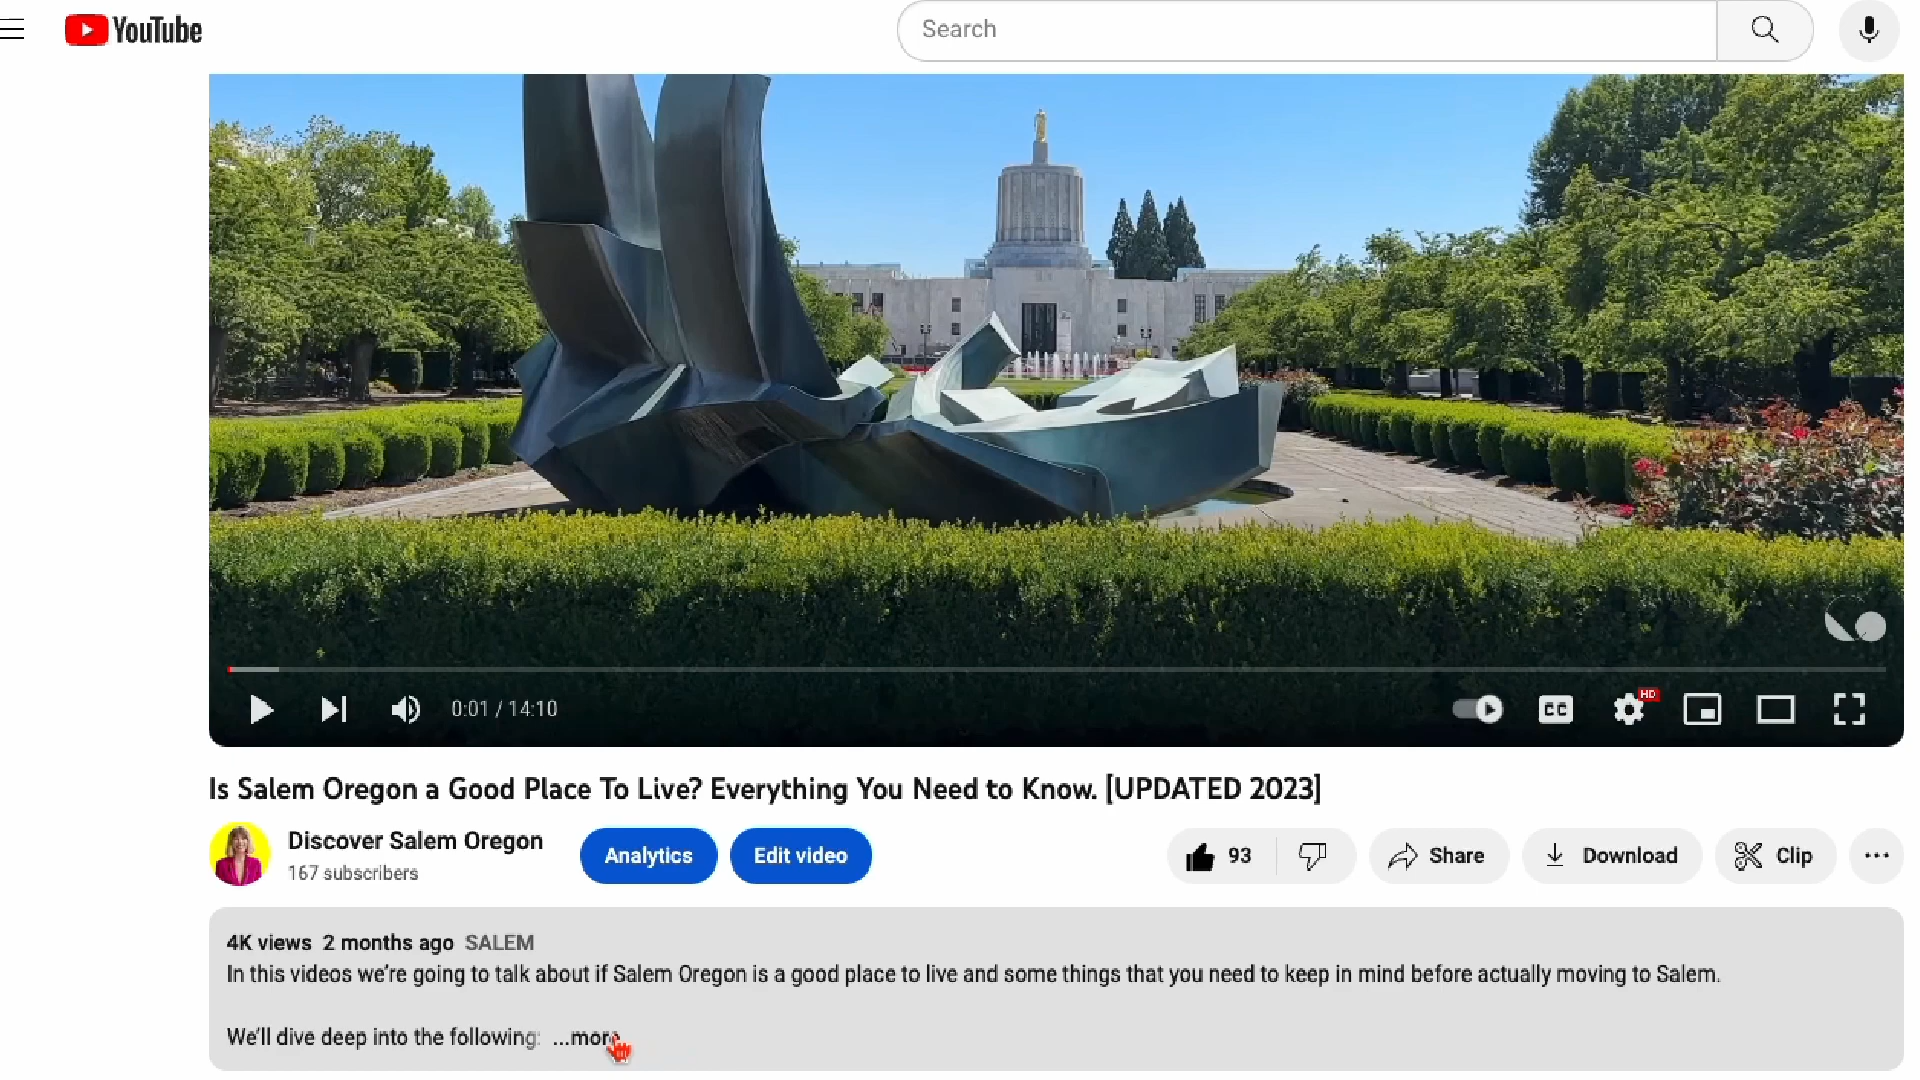 YouTube
Search
0:01 / 14:10
CC
HD
Is Salem Oregon a Good Place To Live? Everything You Need to Know. [UPDATED 2023]
Discover Salem Oregon
167 subscribers
Analytics
Edit video
93
Share
Download
Clip
4K views 2 months ago SALEM
In this videos we're going to talk about if Salem Oregon is a good place to live and some things that you need to keep in mind before actually moving to Salem.
We'll dive deep into the following: ...more